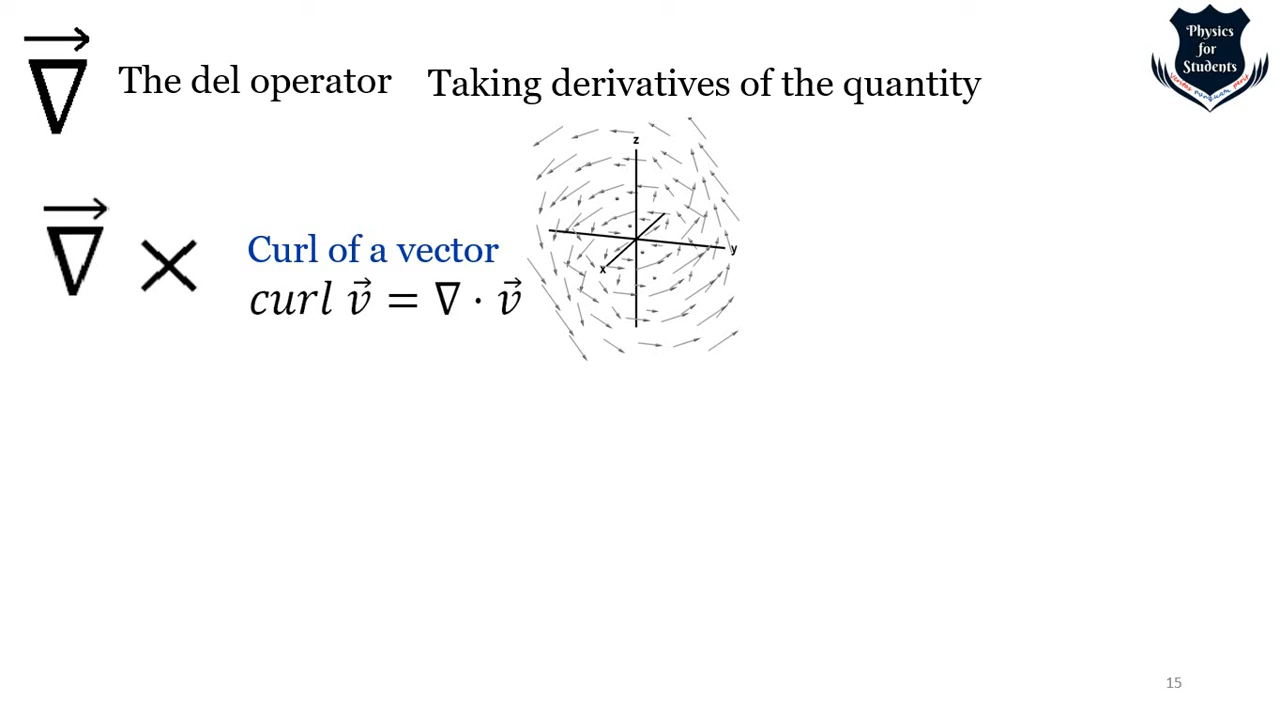 Physics
for
Students
∇⃗ The del operator Taking derivatives of the quantity
z
y
x
∇⃗ × Curl of a vector
curl v⃗ = ∇ · v⃗
15